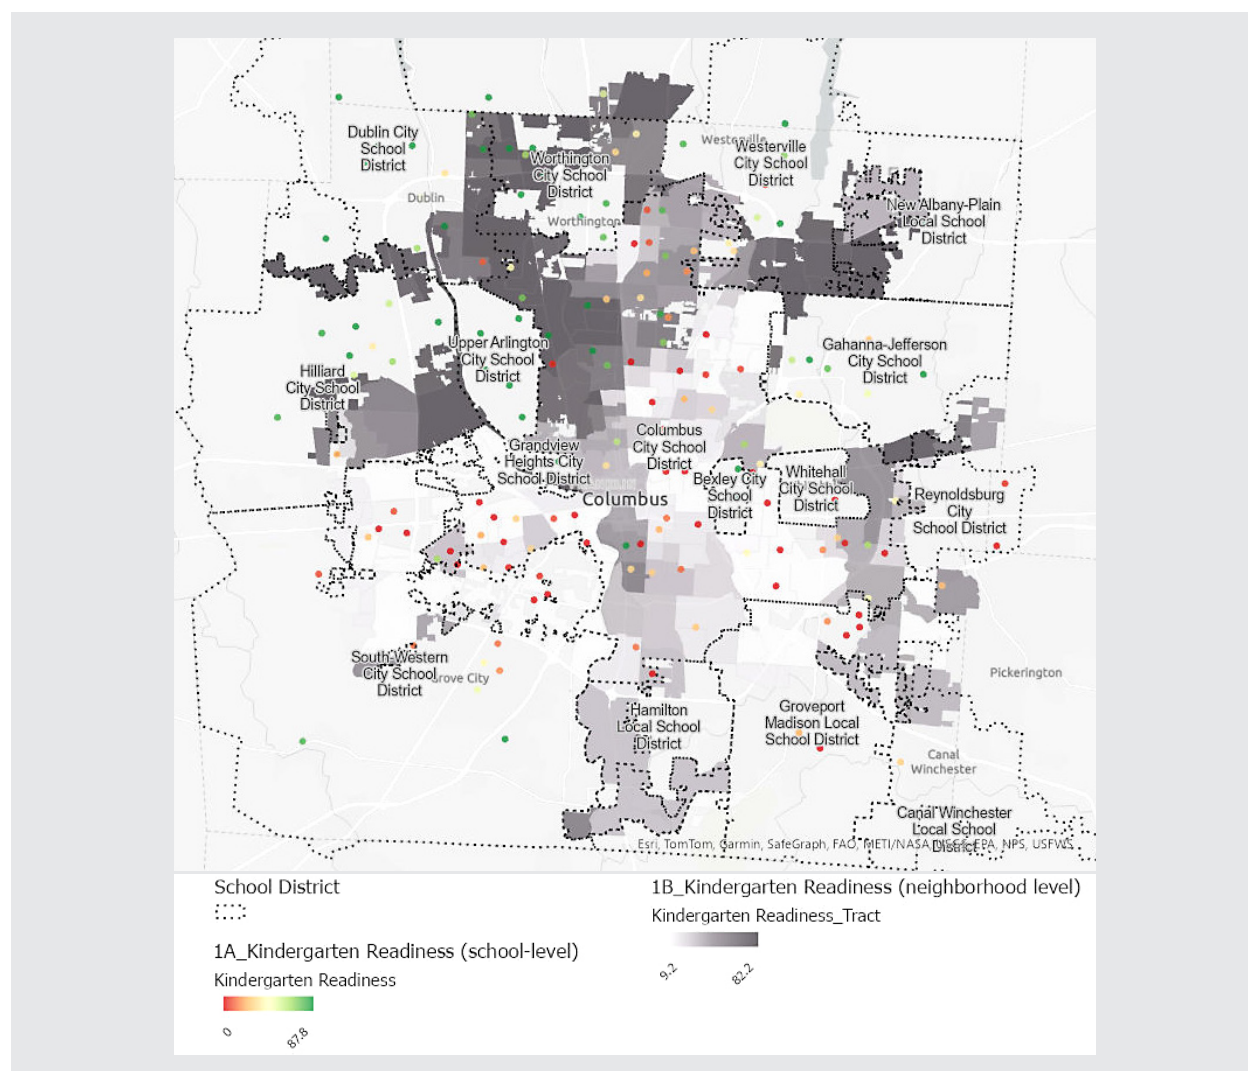 Dublin City
School
District
Westerville
Westerville
City School
District
Worthington
City School
District
Dublin
Worthington
New Albany-Plain
Local School
District
Upper Arlington
City School
District
Gahanna-Jefferson
City School
District
Hilliard
City School
District
Columbus
City School
District
Grandview
Heights City
School District
Columbus
Bexley City
School
District
Whitehall
City School
District
Reynoldsburg
City
School District
South-Western
City School
District
Grove City
Pickerington
Hamilton
Local School
District
Groveport
Madison Local
School District
Canal
Winchester
Canal Winchester
Local School
District
Esri, TomTom, Garmin, SafeGraph, FAO, METI/NASA, USGS, EPA, NPS, USFWS
School District
1A_Kindergarten Readiness (school-level)
Kindergarten Readiness
0
87.8
1B_Kindergarten Readiness (neighborhood level)
Kindergarten Readiness_Tract
9.2
82.2